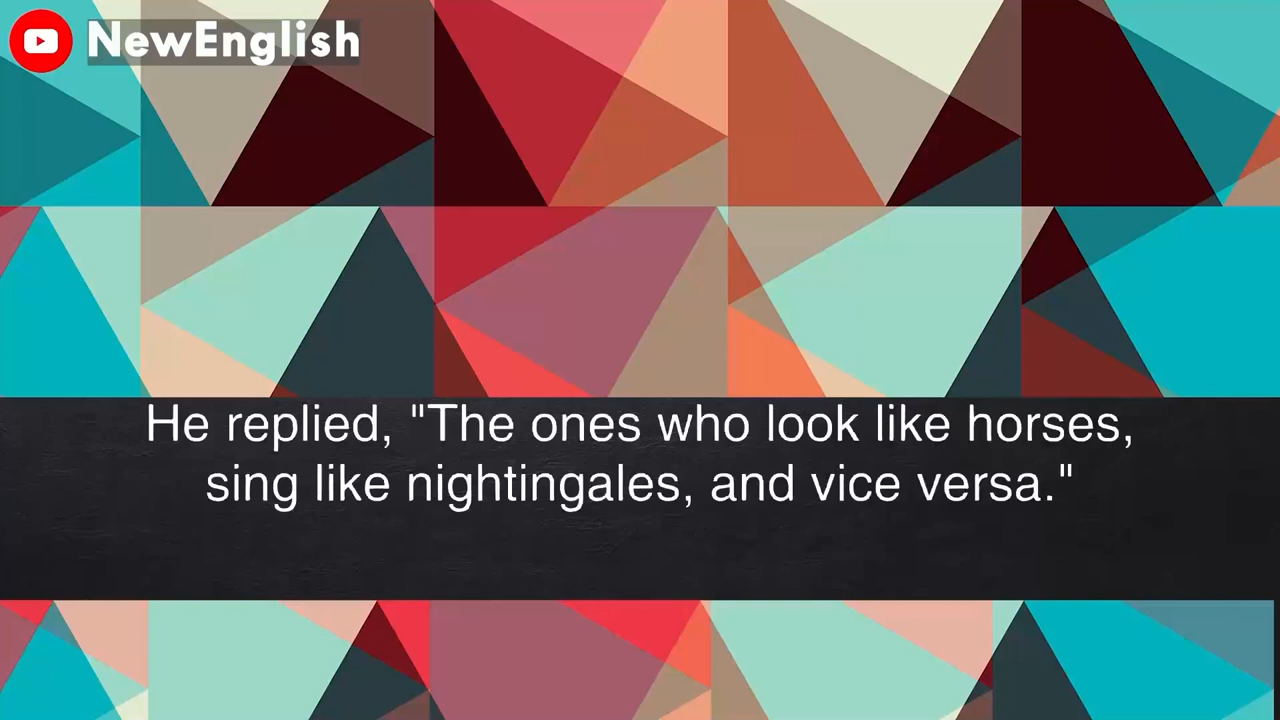 NewEnglish
He replied, "The ones who look like horses,
sing like nightingales, and vice versa."